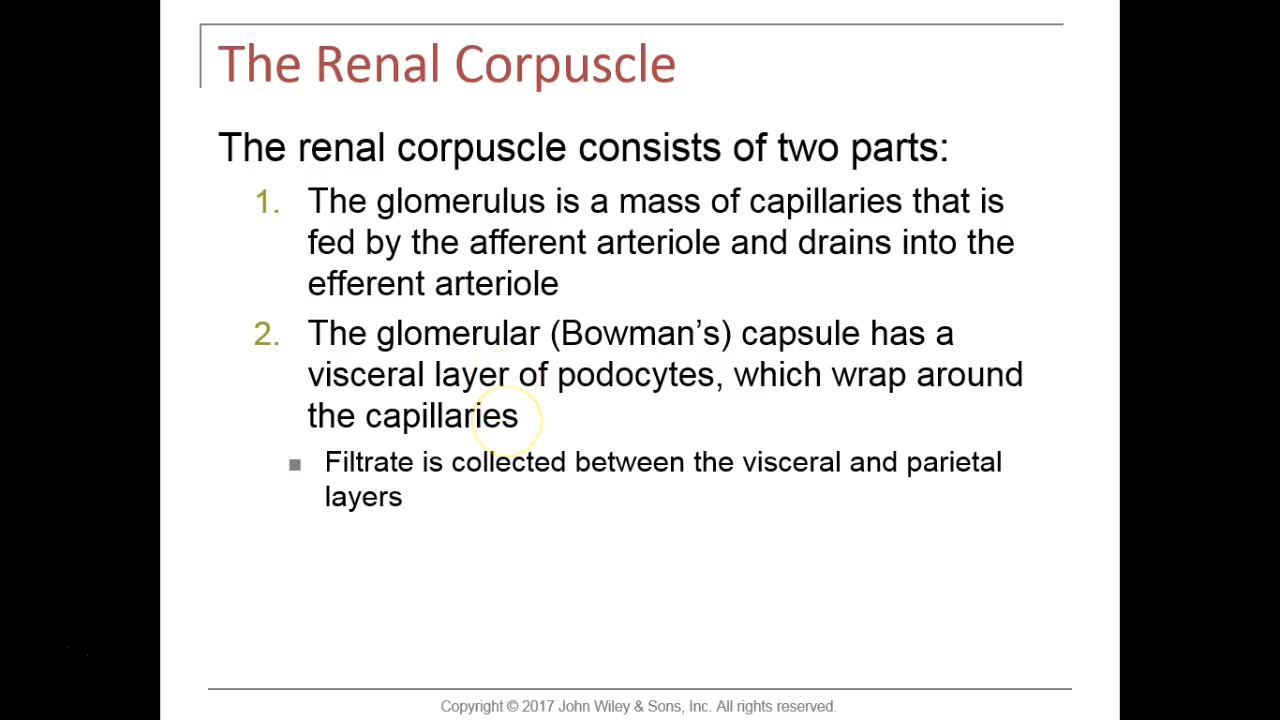 The Renal Corpuscle
The renal corpuscle consists of two parts:
1. The glomerulus is a mass of capillaries that is
fed by the afferent arteriole and drains into the
efferent arteriole
2. The glomerular (Bowman’s) capsule has a
visceral layer of podocytes, which wrap around
the capillaries
■ Filtrate is collected between the visceral and parietal
layers
Copyright © 2017 John Wiley & Sons, Inc. All rights reserved.